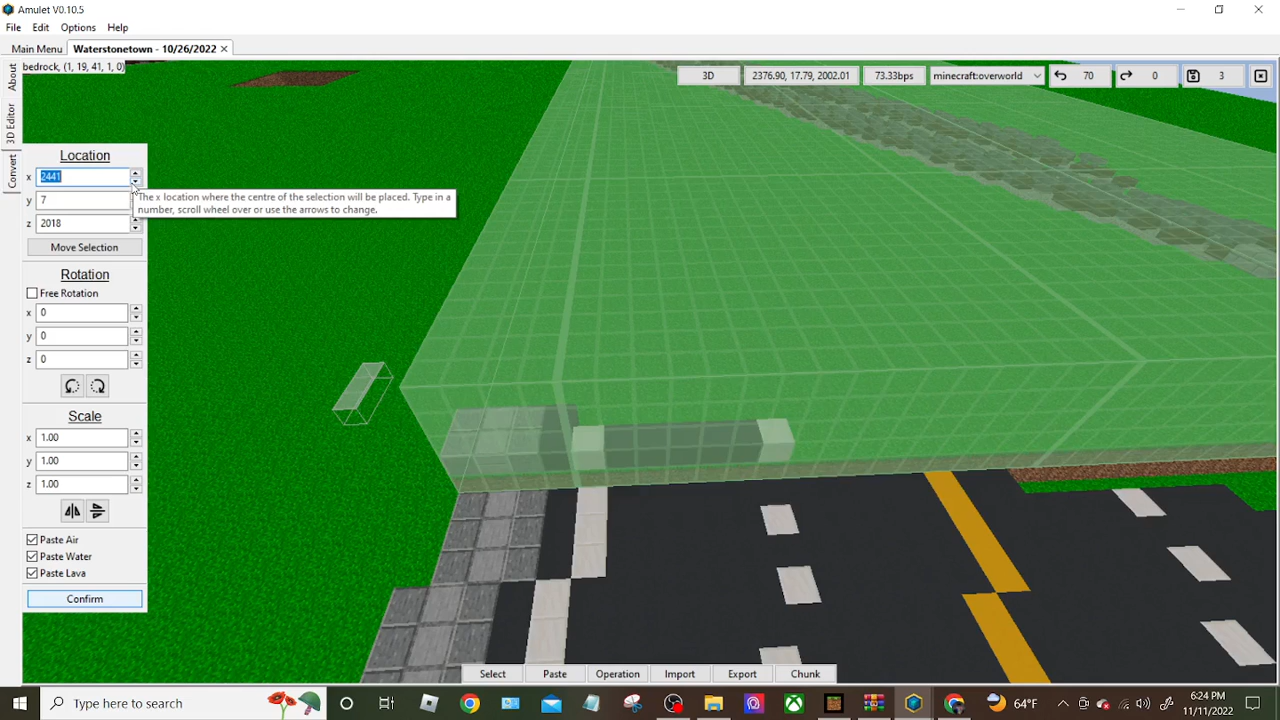 Amulet V0.10.5
File Edit Options Help
Main Menu Waterstonetown - 10/26/2022
bedrock, (1, 19, 41, 1, 0)
3D 2376.90, 17.79, 2002.01 73.33bps minecraft:overworld 70 0 3
About
3D Editor
Convert
Location
x 2441
y 7
z 2018
The x location where the centre of the selection will be placed. Type in a
number, scroll wheel over or use the arrows to change.
Move Selection
Rotation
Free Rotation
x 0
y 0
z 0
Scale
x 1.00
y 1.00
z 1.00
Paste Air
Paste Water
Paste Lava
Confirm
Select Paste Operation Import Export Chunk
Type here to search
64°F
6:24 PM
11/11/2022